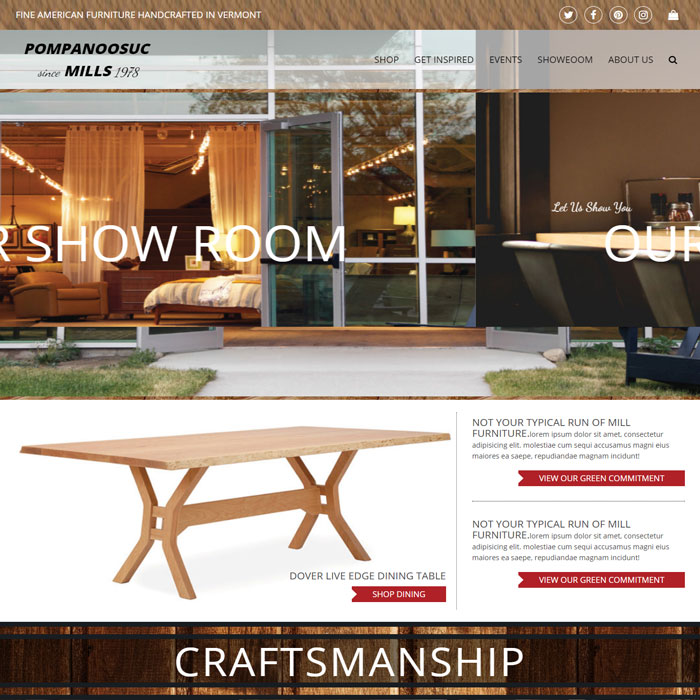 FINE AMERICAN FURNITURE HANDCRAFTED IN VERMONT
POMPANOOSUC
since MILLS 1978
SHOP GET INSPIRED EVENTS SHOWEOOM ABOUT US
Let Us Show You
R SHOW ROOM
OUR
NOT YOUR TYPICAL RUN OF MILL
FURNITURE.lorem ipsum dolor sit amet, consectetur
adipisicing elit. molestiae cum sequi accusamus magni eius
maiores ea saepe, repudiandae magnam incidunt!
VIEW OUR GREEN COMMITMENT
NOT YOUR TYPICAL RUN OF MILL
FURNITURE.lorem ipsum dolor sit amet, consectetur
adipisicing elit. molestiae cum sequi accusamus magni eius
maiores ea saepe, repudiandae magnam incidunt!
VIEW OUR GREEN COMMITMENT
DOVER LIVE EDGE DINING TABLE
SHOP DINING
CRAFTSMANSHIP